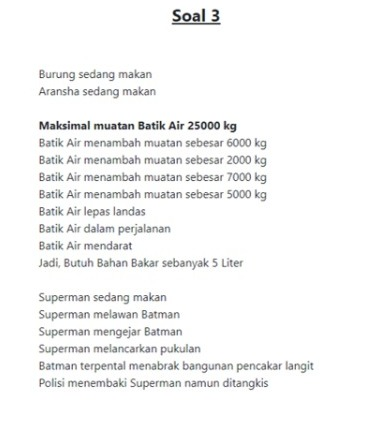 Soal 3
Burung sedang makan
Aransha sedang makan
Maksimal muatan Batik Air 25000 kg
Batik Air menambah muatan sebesar 6000 kg
Batik Air menambah muatan sebesar 2000 kg
Batik Air menambah muatan sebesar 7000 kg
Batik Air menambah muatan sebesar 5000 kg
Batik Air lepas landas
Batik Air dalam perjalanan
Batik Air mendarat
Jadi, Butuh Bahan Bakar sebanyak 5 Liter
Superman sedang makan
Superman melawan Batman
Superman mengejar Batman
Superman melancarkan pukulan
Batman terpental menabrak bangunan pencakar langit
Polisi menembaki Superman namun ditangkis